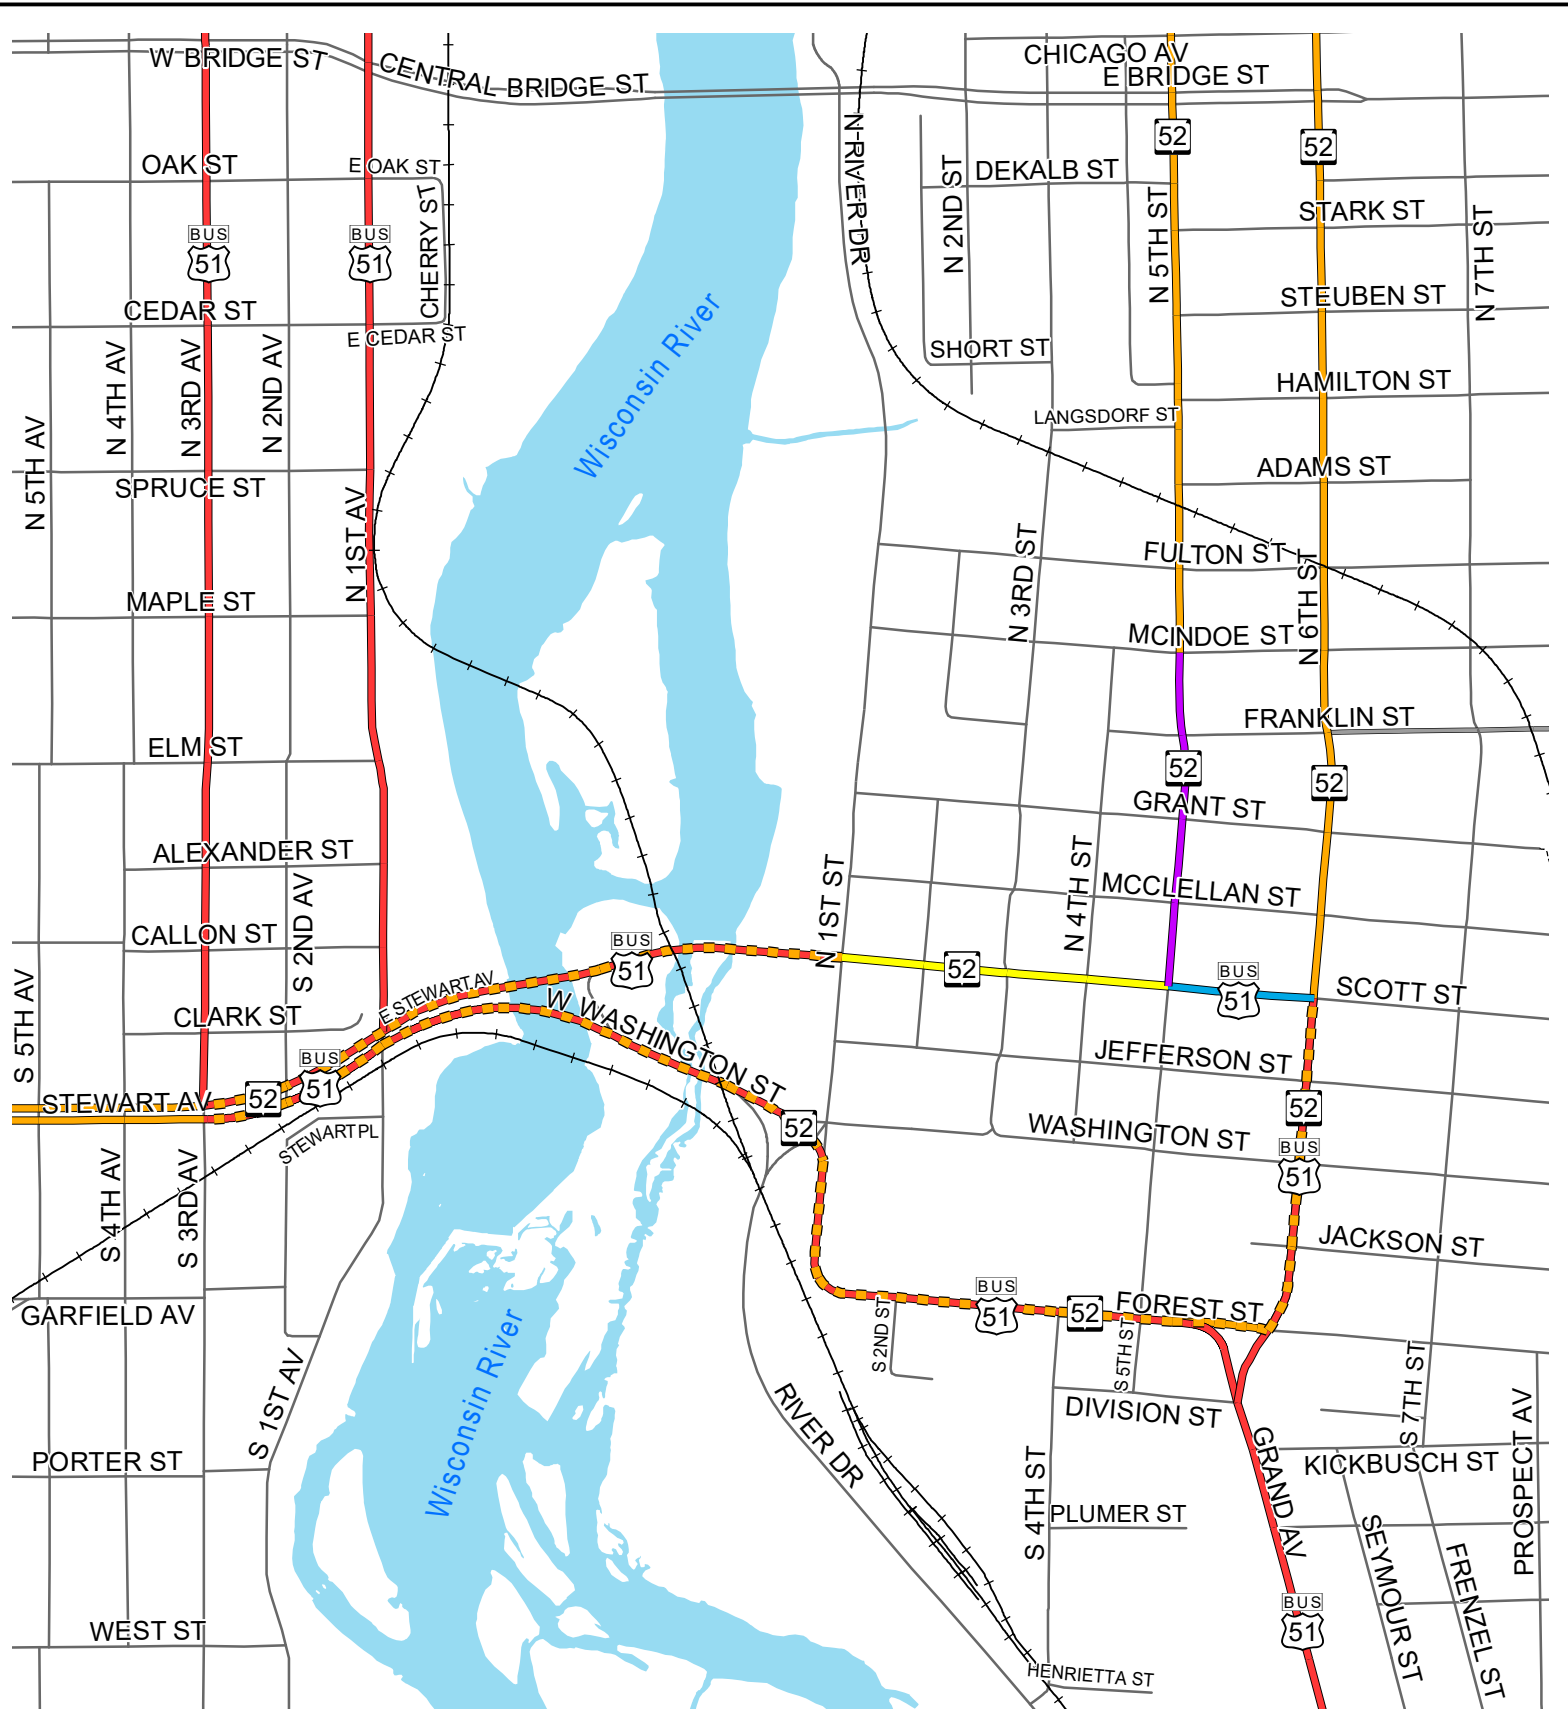 CHICAGO AV
W BRIDGE ST
CENTRAL BRIDGE ST
E BRIDGE ST
52
52
N RIVER DR
OAK ST
E OAK ST
DEKALB ST
N 2ND ST
CHERRY ST
N 5TH ST
STARK ST
N 7TH ST
BUS
51
BUS
51
CEDAR ST
E CEDAR ST
STEUBEN ST
Wisconsin River
SHORT ST
N 4TH AV
N 3RD AV
N 2ND AV
HAMILTON ST
LANGSDORF ST
N 5TH AV
ADAMS ST
SPRUCE ST
N 1ST AV
N 3RD ST
FULTON ST
N 6TH ST
MAPLE ST
MCINDOE ST
FRANKLIN ST
ELM ST
52
52
GRANT ST
ALEXANDER ST
N 1ST ST
N 4TH ST
MCCLELLAN ST
S 2ND AV
CALLON ST
BUS
51
52
BUS
51
SCOTT ST
S 5TH AV
E STEWART AV
CLARK ST
W WASHINGTON ST
JEFFERSON ST
BUS
51
52
STEWART AV
52
52
WASHINGTON ST
STEWART PL
BUS
51
S 4TH AV
S 3RD AV
JACKSON ST
GARFIELD AV
BUS
51
52
FOREST ST
S 2ND ST
S 5TH ST
Wisconsin River
S 1ST AV
RIVER DR
DIVISION ST
S 7TH ST
PROSPECT AV
GRAND AV
PORTER ST
KICKBUSCH ST
S 4TH ST
PLUMER ST
SEYMOUR ST
FRENZEL ST
WEST ST
BUS
51
HENRIETTA ST